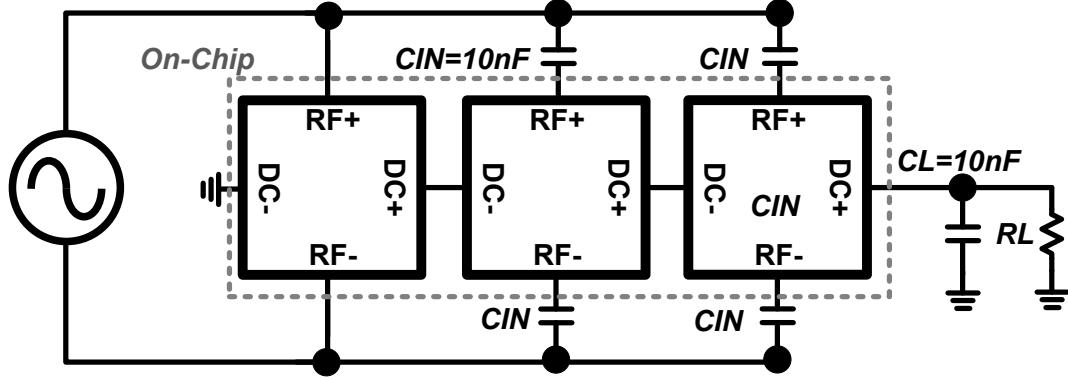 On-Chip
CIN=10nF
CIN
RF+
RF+
RF+
DC-
DC+
DC-
DC+
DC-
CIN
DC+
CL=10nF
RL
RF-
RF-
RF-
CIN
CIN